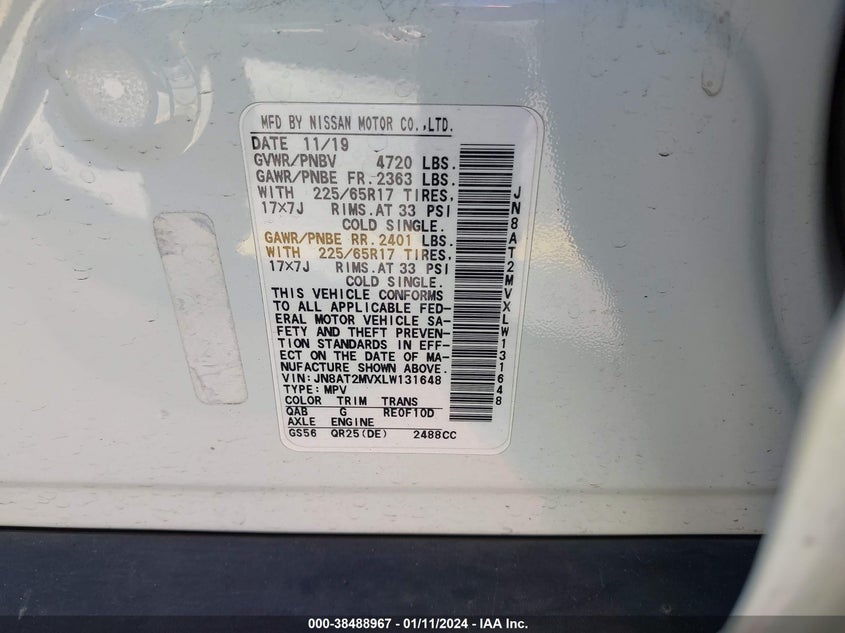 MFD BY NISSAN MOTOR CO.,LTD.
DATE 11/19
GVWR/PNBV 4720 LBS.
GAWR/PNBE FR. 2363 LBS.
WITH 225/65R17 TIRES,
17×7J RIMS.AT 33 PSI
COLD SINGLE.
GAWR/PNBE RR. 2401 LBS.
WITH 225/65R17 TIRES,
17×7J RIMS.AT 33 PSI
COLD SINGLE.
THIS VEHICLE CONFORMS
TO ALL APPLICABLE FED-
ERAL MOTOR VEHICLE SA-
FETY AND THEFT PREVEN-
TION STANDARDS IN EFF-
ECT ON THE DATE OF MA-
NUFACTURE SHOWN ABOVE.
VIN:JN8AT2MVXLW131648
TYPE:MPV
COLOR TRIM TRANS
QAB G RE0F10D
AXLE ENGINE
GS56 QR25(DE) 2488CC
JN8AT2MVXLW131648
000-38488967 - 01/11/2024 - IAA Inc.